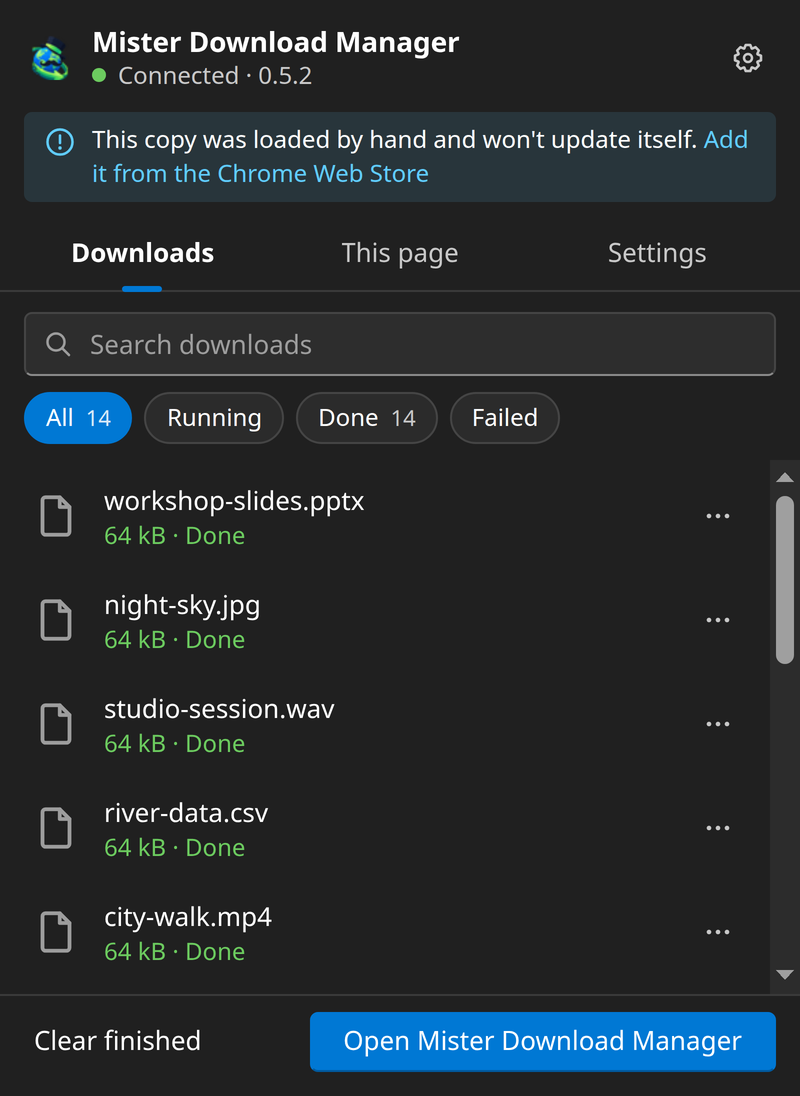 Mister Download Manager
Connected · 0.5.2
This copy was loaded by hand and won't update itself. Add
it from the Chrome Web Store
Downloads
This page
Settings
Search downloads
All 14
Running
Done 14
Failed
workshop-slides.pptx
64 kB · Done
night-sky.jpg
64 kB · Done
studio-session.wav
64 kB · Done
river-data.csv
64 kB · Done
city-walk.mp4
64 kB · Done
Clear finished
Open Mister Download Manager